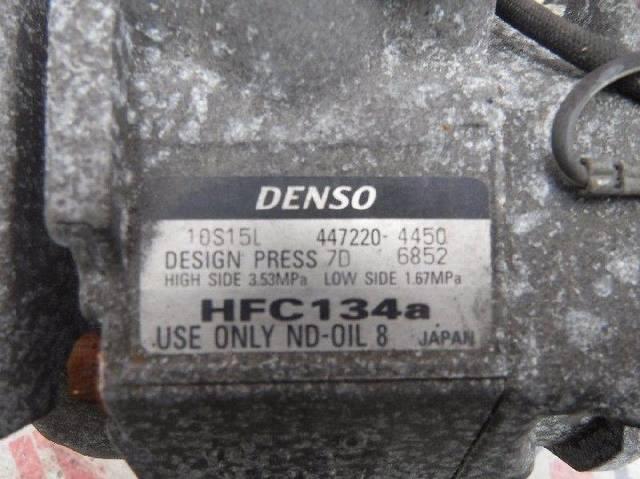 DENSO
10S15L 447220-4450
DESIGN PRESS 7D 6852
HIGH SIDE 3.53MPa LOW SIDE 1.67MPa
HFC134a
USE ONLY ND-OIL 8 JAPAN